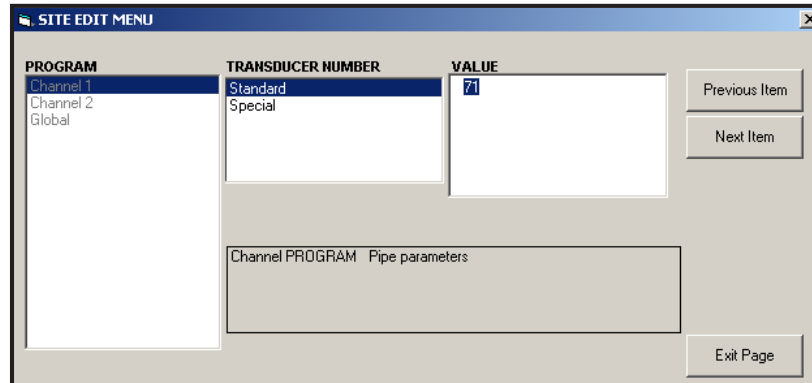 SITE EDIT MENU
PROGRAM
Channel 1
Channel 2
Global
TRANSDUCER NUMBER
Standard
Special
VALUE
71
Previous Item
Next Item
Channel PROGRAM Pipe parameters
Exit Page